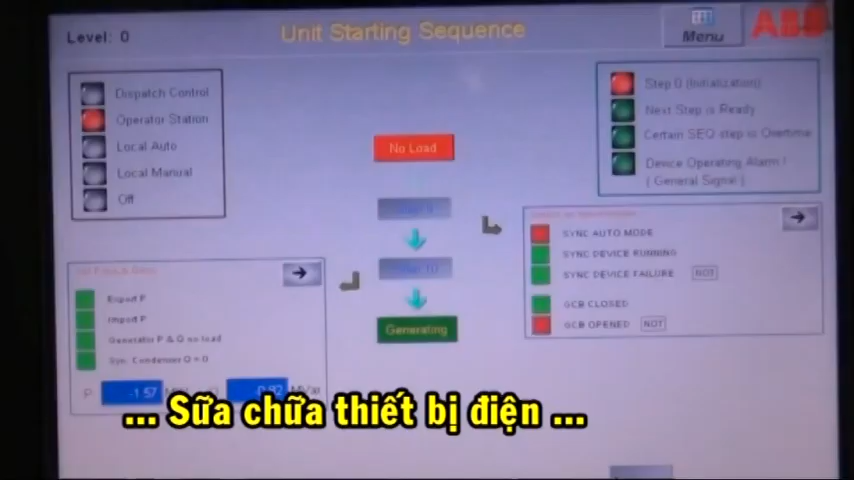 Level: 0
Unit Starting Sequence
Menu
ABB
Dispatch Control
Operator Station
Local Auto
Local Manual
Off
No Load
Step 0 (Initialization)
Next Step is Ready
Certain SEQ step is Overtime
Device Operating Alarm /
( General Signal )
SYNC AUTO MODE
SYNC DEVICE RUNNING
SYNC DEVICE FAILURE NOT
GCB CLOSED
GCB OPENED NOT
Export P
Import P
Generator P & Q no load
Syn. Condenser Q = 0
Generating
P -1.57
... Sữa chữa thiết bị điện ...